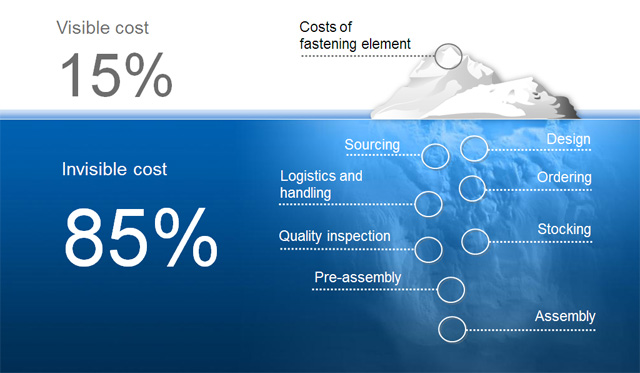 Visible cost
15%
Costs of
fastening element
Invisible cost
85%
Sourcing
Design
Logistics and
handling
Ordering
Quality inspection
Stocking
Pre-assembly
Assembly